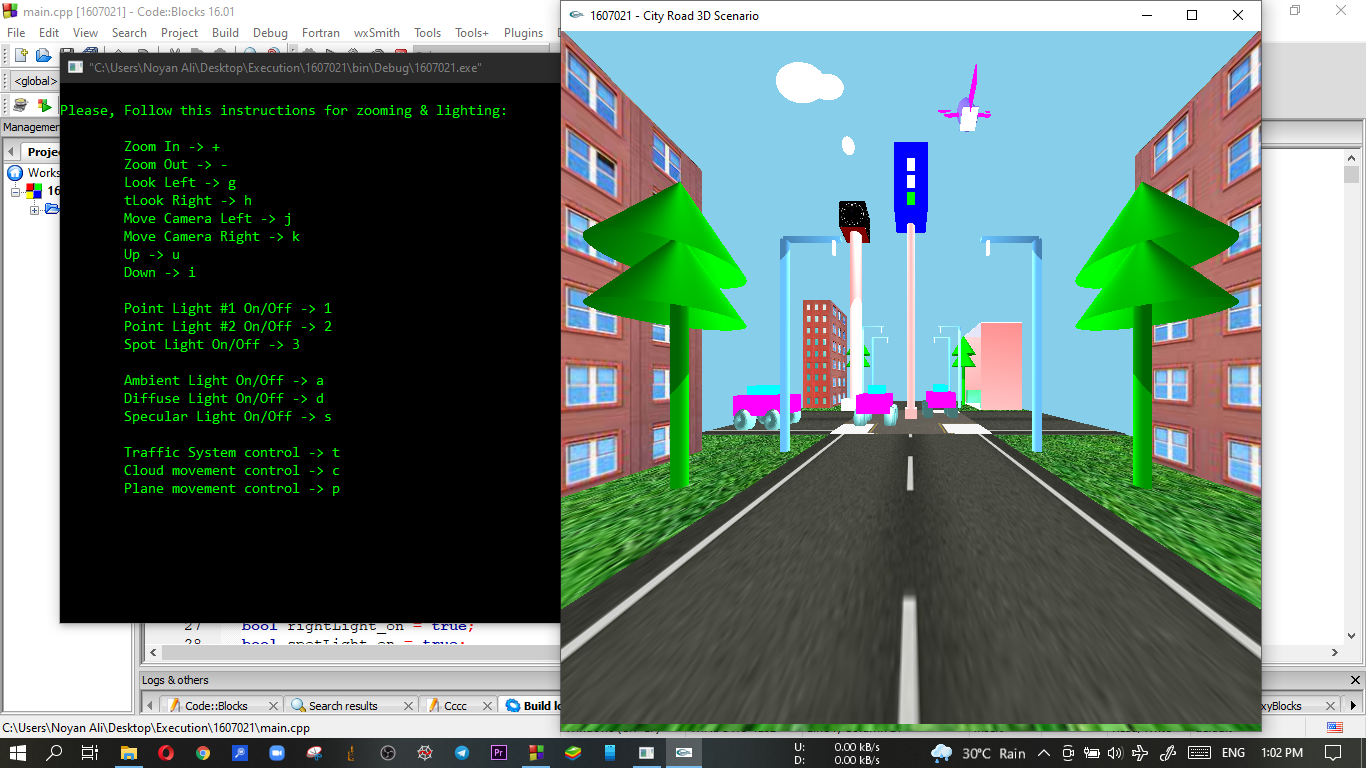 main.cpp [1607021] - Code::Blocks 16.01
File Edit View Search Project Build Debug Fortran wxSmith Tools Tools+ Plugins
<global>
Managemen
Proje
Works
16
"C:\Users\Noyan Ali\Desktop\Execution\1607021\bin\Debug\1607021.exe"
Please, Follow this instructions for zooming & lighting:
Zoom In -> +
Zoom Out -> -
Look Left -> g
tLook Right -> h
Move Camera Left -> j
Move Camera Right -> k
Up -> u
Down -> i
Point Light #1 On/Off -> 1
Point Light #2 On/Off -> 2
Spot Light On/Off -> 3
Ambient Light On/Off -> a
Diffuse Light On/Off -> d
Specular Light On/Off -> s
Traffic System control -> t
Cloud movement control -> c
Plane movement control -> p
1607021 - City Road 3D Scenario
27 bool rightLight_on = true;
28 bool spotLight_on = true;
Logs & others
Code::Blocks Search results Cccc Build lo xyBlocks
C:\Users\Noyan Ali\Desktop\Execution\1607021\main.cpp
U: 0.00 kB/s
D: 0.00 kB/s
30°C Rain ENG 1:02 PM